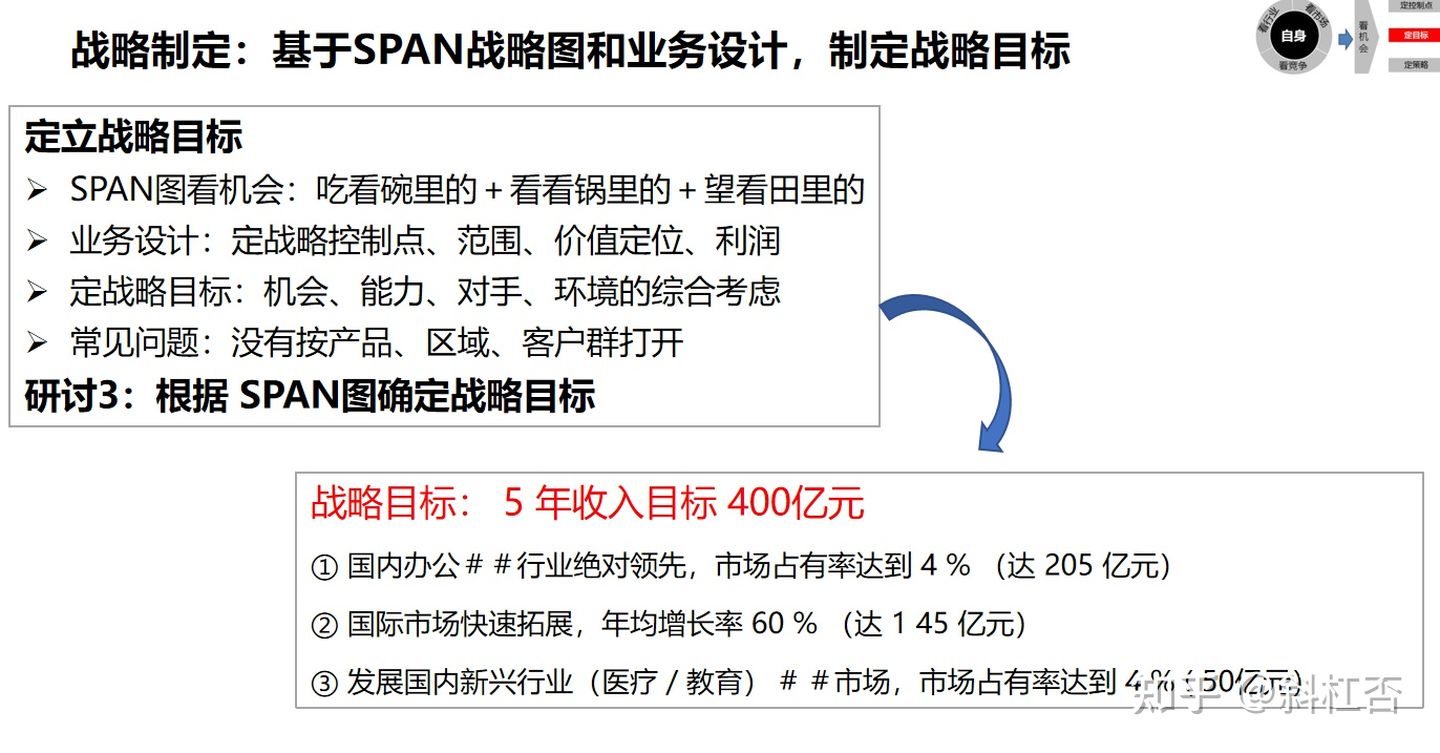 战略制定：基于SPAN战略图和业务设计，制定战略目标
看行业
看市场
自身
看竞争
看机会
定控制点
定目标
定策略
定立战略目标
➢ SPAN图看机会：吃看碗里的＋看看锅里的＋望看田里的
➢ 业务设计：定战略控制点、范围、价值定位、利润
➢ 定战略目标：机会、能力、对手、环境的综合考虑
➢ 常见问题：没有按产品、区域、客户群打开
研讨3：根据 SPAN图确定战略目标
战略目标： 5 年收入目标 400亿元
① 国内办公＃＃行业绝对领先，市场占有率达到 4 % （达 205 亿元）
② 国际市场快速拓展，年均增长率 60 % （达 1 45 亿元）
③ 发展国内新兴行业（医疗 / 教育）＃＃市场，市场占有率达到 4 % ( 50亿元)
知乎 @斜杠否